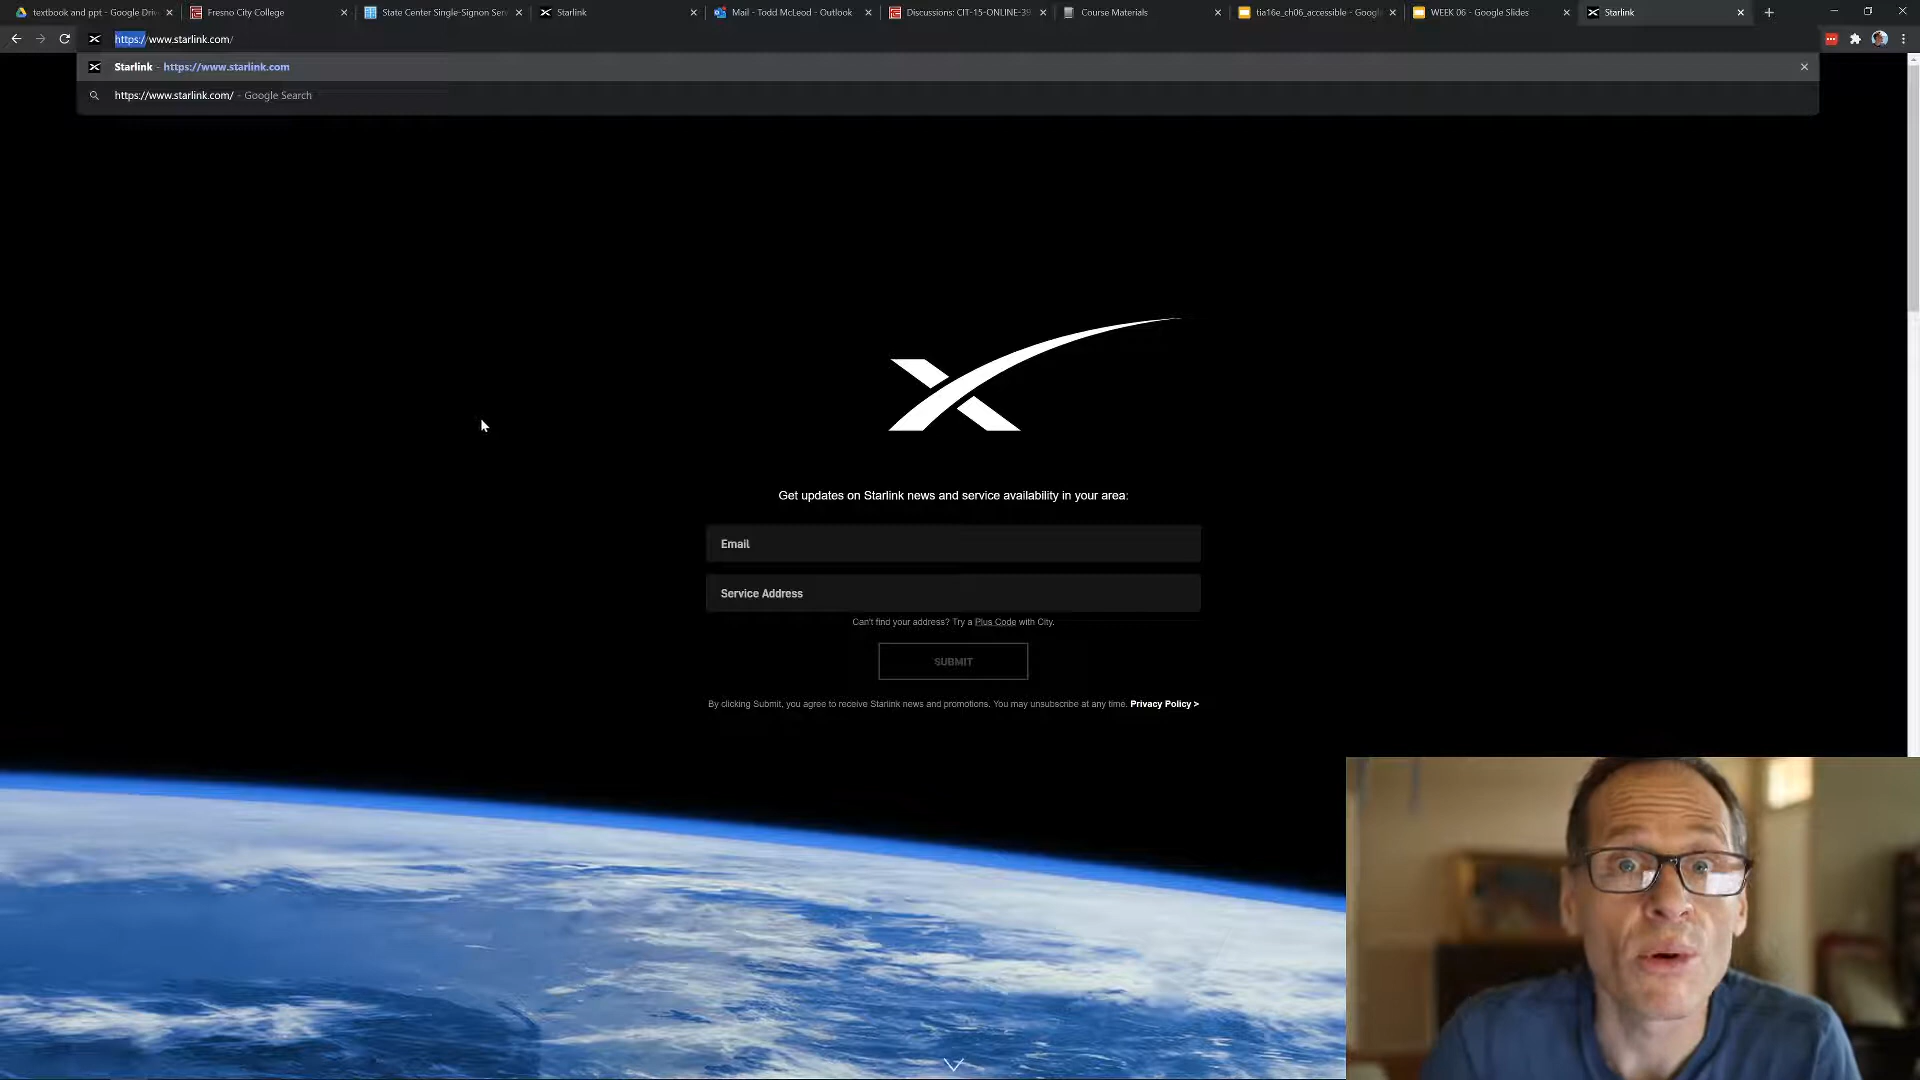 textbook and ppt - Google Driv
Fresno City College
State Center Single-Signon Serv
Starlink
Mail - Todd McLeod - Outlook
Discussions: CIT-15-ONLINE-39
Course Materials
tia16e_ch06_accessible - Google
WEEK 06 - Google Slides
Starlink
https://www.starlink.com/
Starlink - https://www.starlink.com
https://www.starlink.com/ - Google Search
Get updates on Starlink news and service availability in your area:
Email
Service Address
Can't find your address? Try a Plus Code with City.
SUBMIT
By clicking Submit, you agree to receive Starlink news and promotions. You may unsubscribe at any time. Privacy Policy >